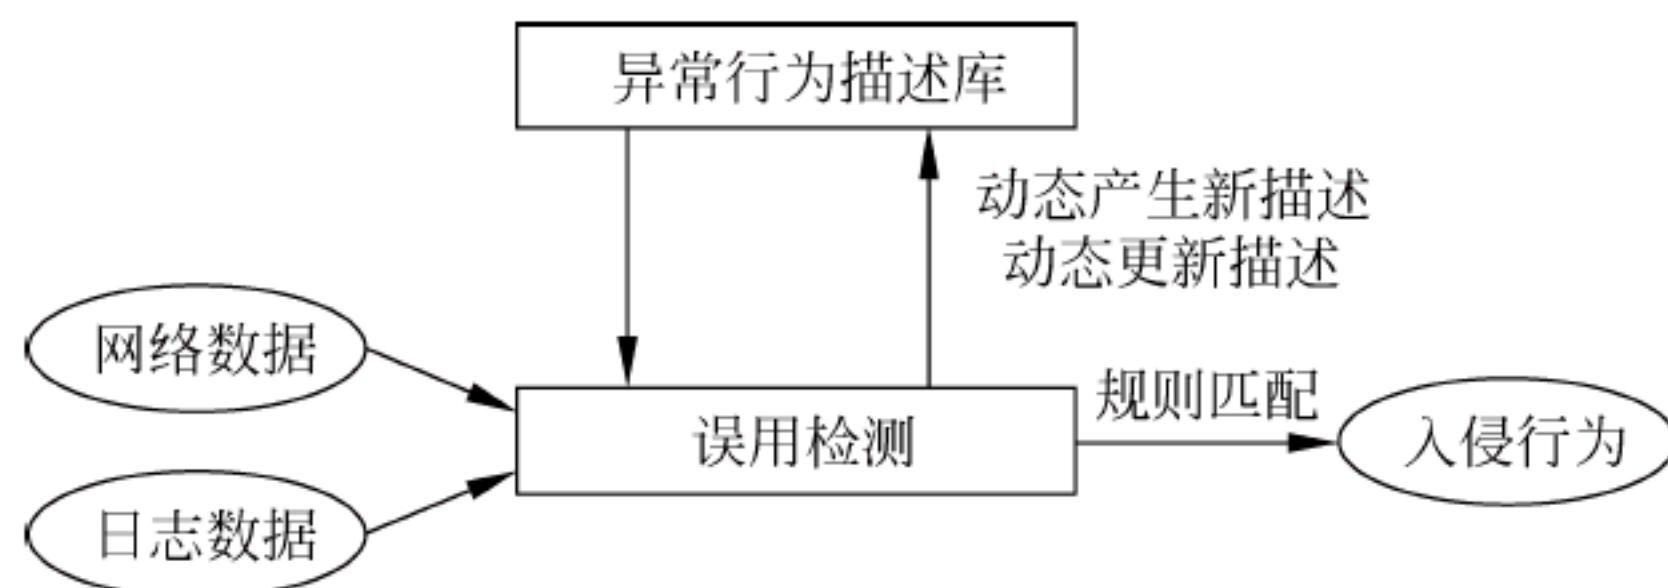 异常行为描述库
动态产生新描述
动态更新描述
网络数据
规则匹配
误用检测
入侵行为
日志数据